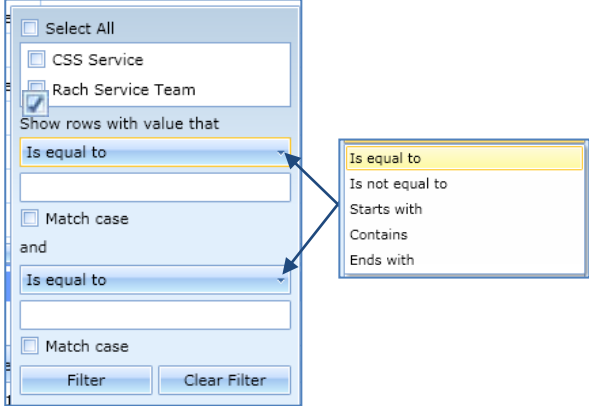 Select All
CSS Service
Rach Service Team
Show rows with value that
Is equal to
Match case
and
Is equal to
Match case
Filter Clear Filter
Is equal to
Is not equal to
Starts with
Contains
Ends with